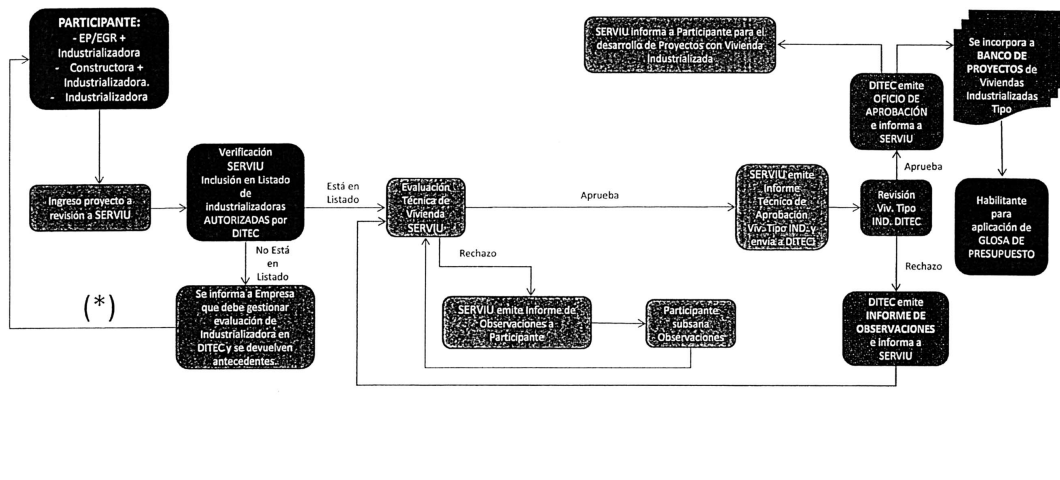 PARTICIPANTE:
- EP/EGR +
Industrializadora
- Constructora +
Industrializadora.
- Industrializadora
Ingreso proyecto a
revisión a SERVIU
Verificación
SERVIU
Inclusión en Listado
de
industrializadoras
AUTORIZADAS por
DITEC
Está en
Listado
No Está
en
Listado
(*)
Se informa a Empresa
que debe gestionar
evaluación de
Industrializadora en
DITEC y se devuelven
antecedentes.
Evaluación
Técnica de
Vivienda
SERVIU
Aprueba
Rechazo
SERVIU emite Informe de
Observaciones a
Participante
Participante
subsana
Observaciones
SERVIU emite
Informe
Técnico de
Aprobación
Viv. Tipo IND. y
envía a DITEC
Revisión
Viv. Tipo
IND. DITEC
Aprueba
Rechazo
DITEC emite
INFORME DE
OBSERVACIONES
e informa a
SERVIU
DITEC emite
OFICIO DE
APROBACIÓN
e informa a
SERVIU
SERVIU informa a Participante para el
desarrollo de Proyectos con Vivienda
Industrializada
Se incorpora a
BANCO DE
PROYECTOS de
Viviendas
Industrializadas
Tipo
Habilitante
para
aplicación de
GLOSA DE
PRESUPUESTO